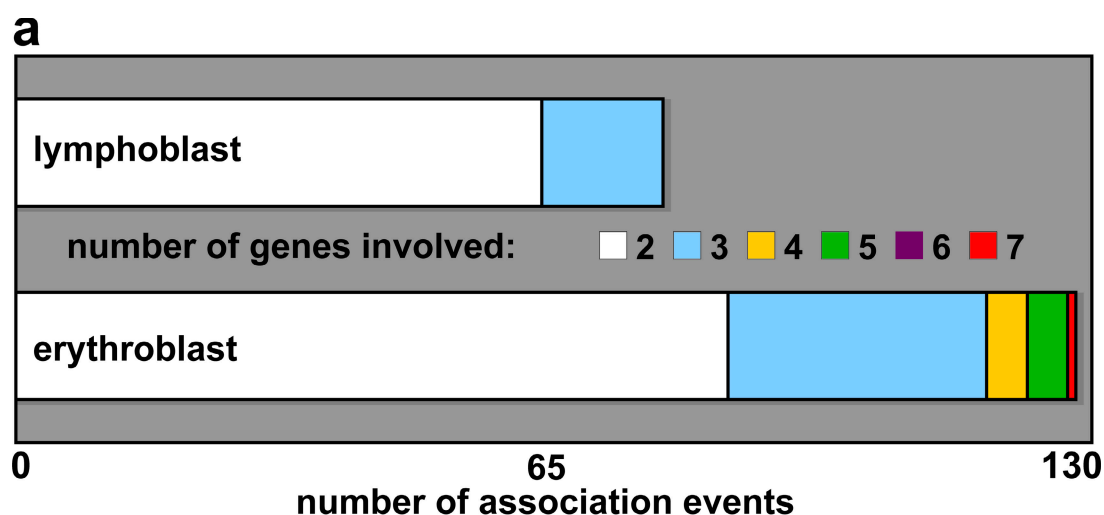 a
lymphoblast
number of genes involved: 2 3 4 5 6 7
erythroblast
0 65 130
number of association events